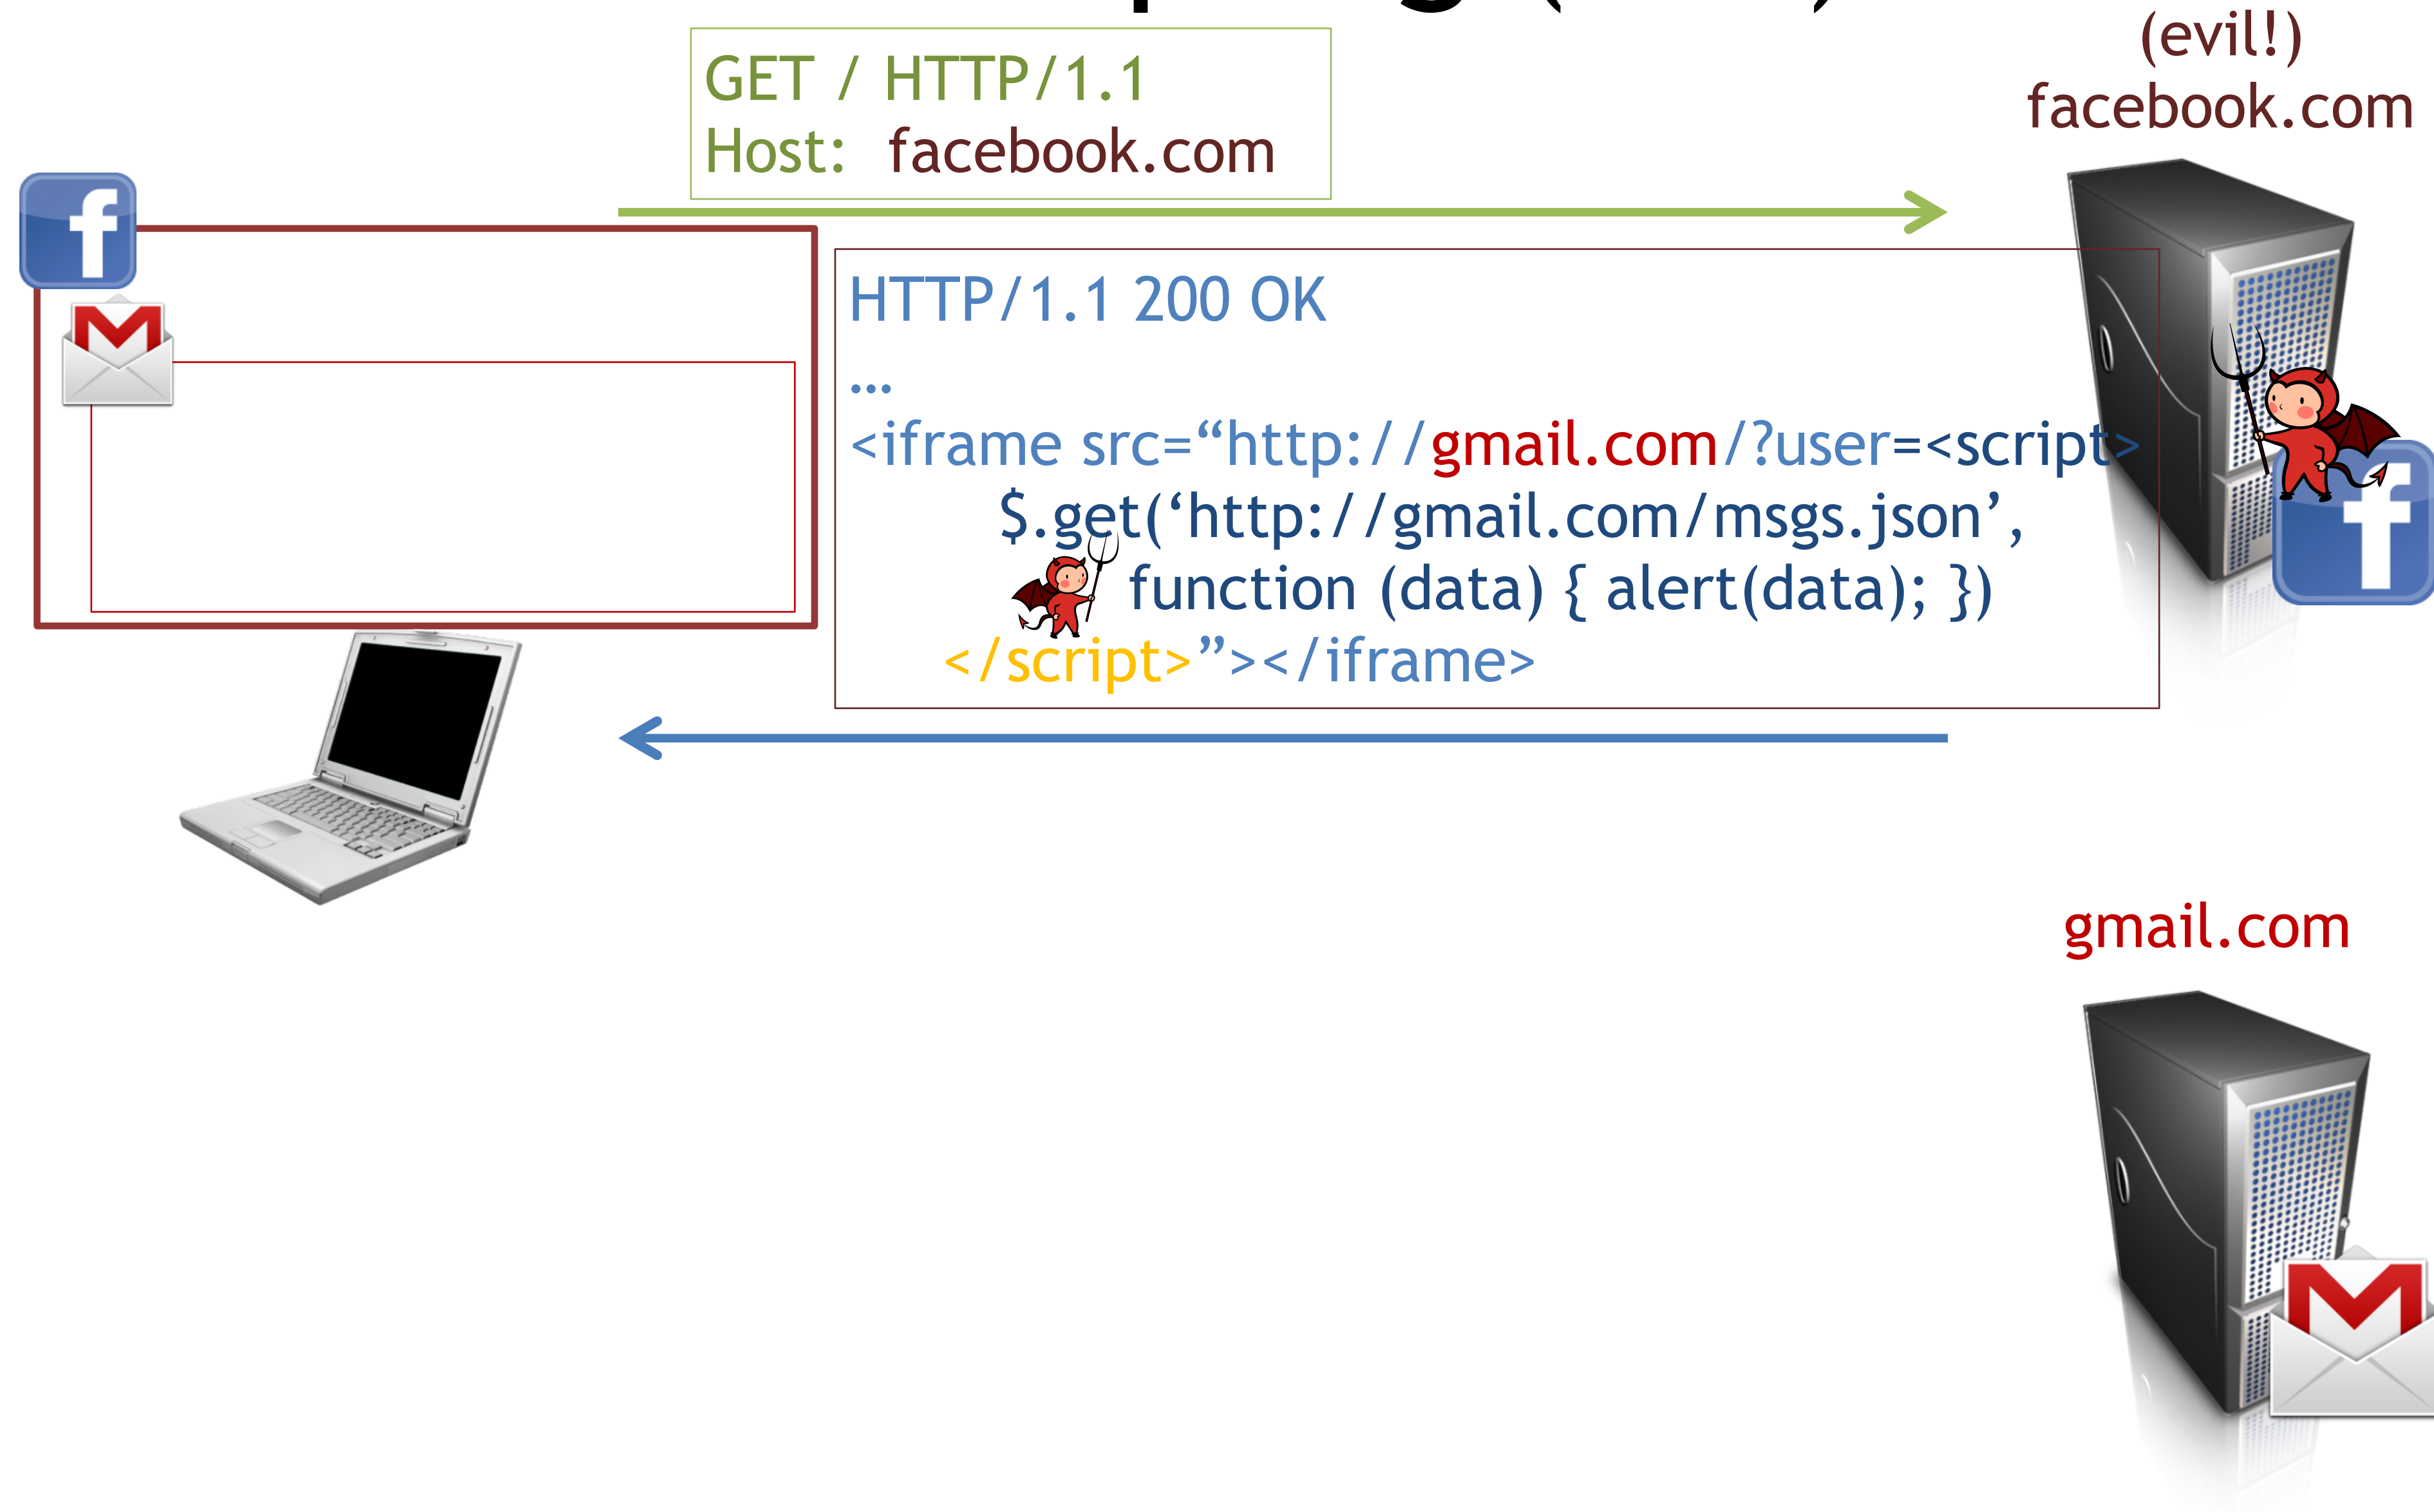 GET / HTTP/1.1
Host: facebook.com
(evil!)
facebook.com
HTTP/1.1 200 OK
…
<iframe src=“http://gmail.com/?user=<script>
$.get(‘http://gmail.com/msgs.json’,
function (data) { alert(data); })
</script>”></iframe>
gmail.com